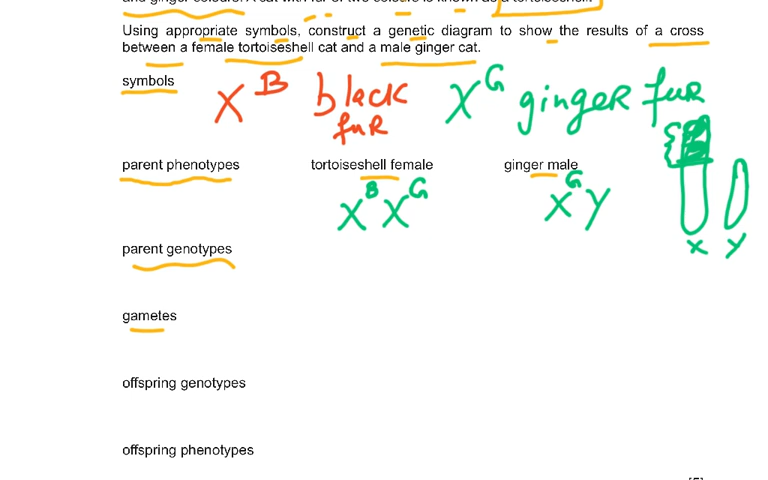 and ginger colours. A cat with fur of two colours is known as a tortoiseshell.
Using appropriate symbols, construct a genetic diagram to show the results of a cross
between a female tortoiseshell cat and a male ginger cat.
symbols X^B black fur X^G ginger fur
parent phenotypes tortoiseshell female ginger male
X^B X^G X^G Y
X Y
parent genotypes
gametes
offspring genotypes
offspring phenotypes
[5]